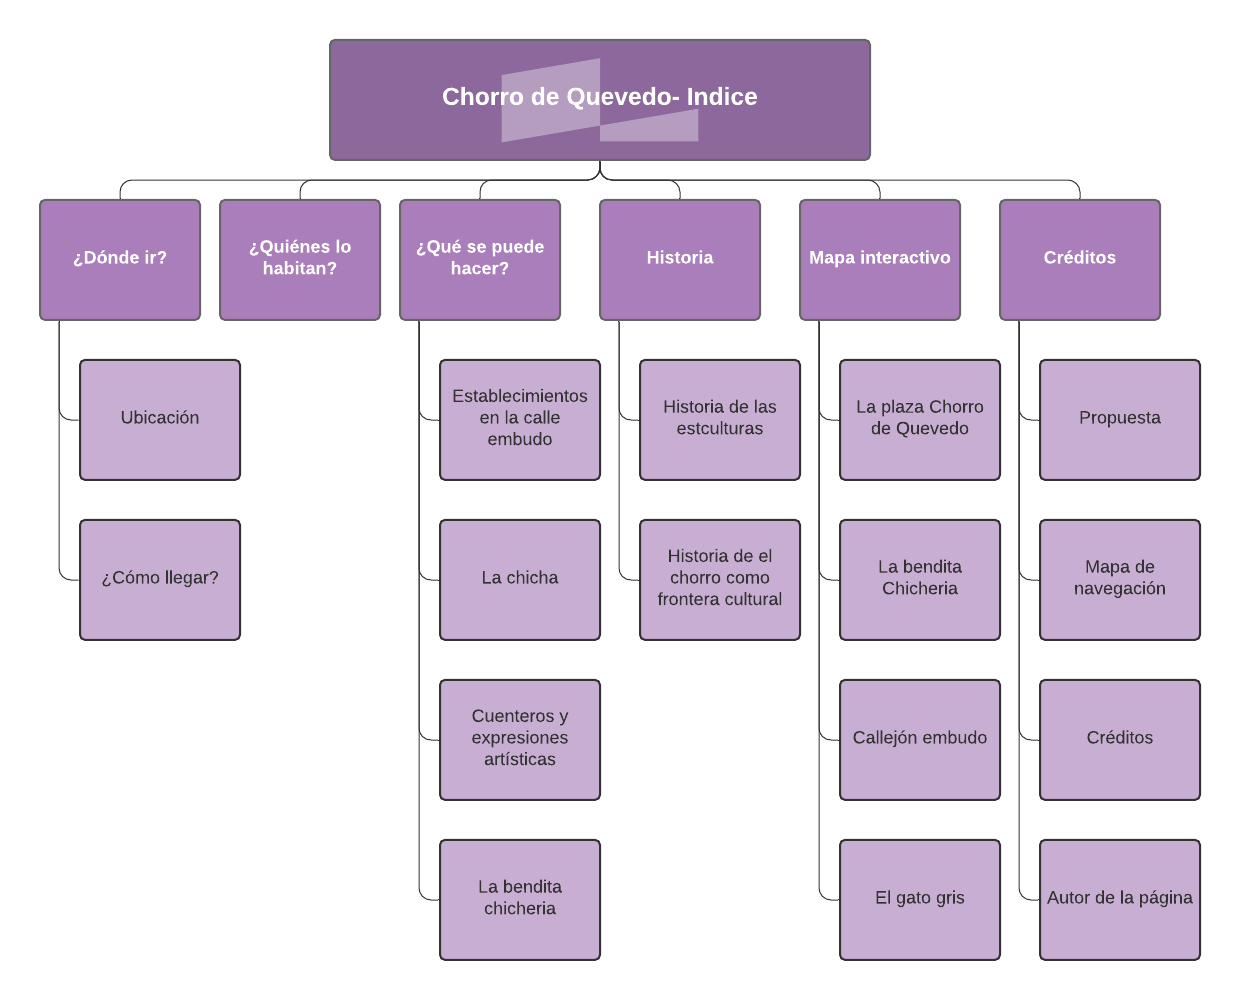 Chorro de Quevedo- Indice
¿Dónde ir?
¿Quiénes lo
habitan?
¿Qué se puede
hacer?
Historia
Mapa interactivo
Créditos
Ubicación
¿Cómo llegar?
Establecimientos
en la calle
embudo
La chicha
Cuenteros y
expresiones
artísticas
La bendita
chicheria
Historia de las
estculturas
Historia de el
chorro como
frontera cultural
La plaza Chorro
de Quevedo
La bendita
Chicheria
Callejón embudo
El gato gris
Propuesta
Mapa de
navegación
Créditos
Autor de la página